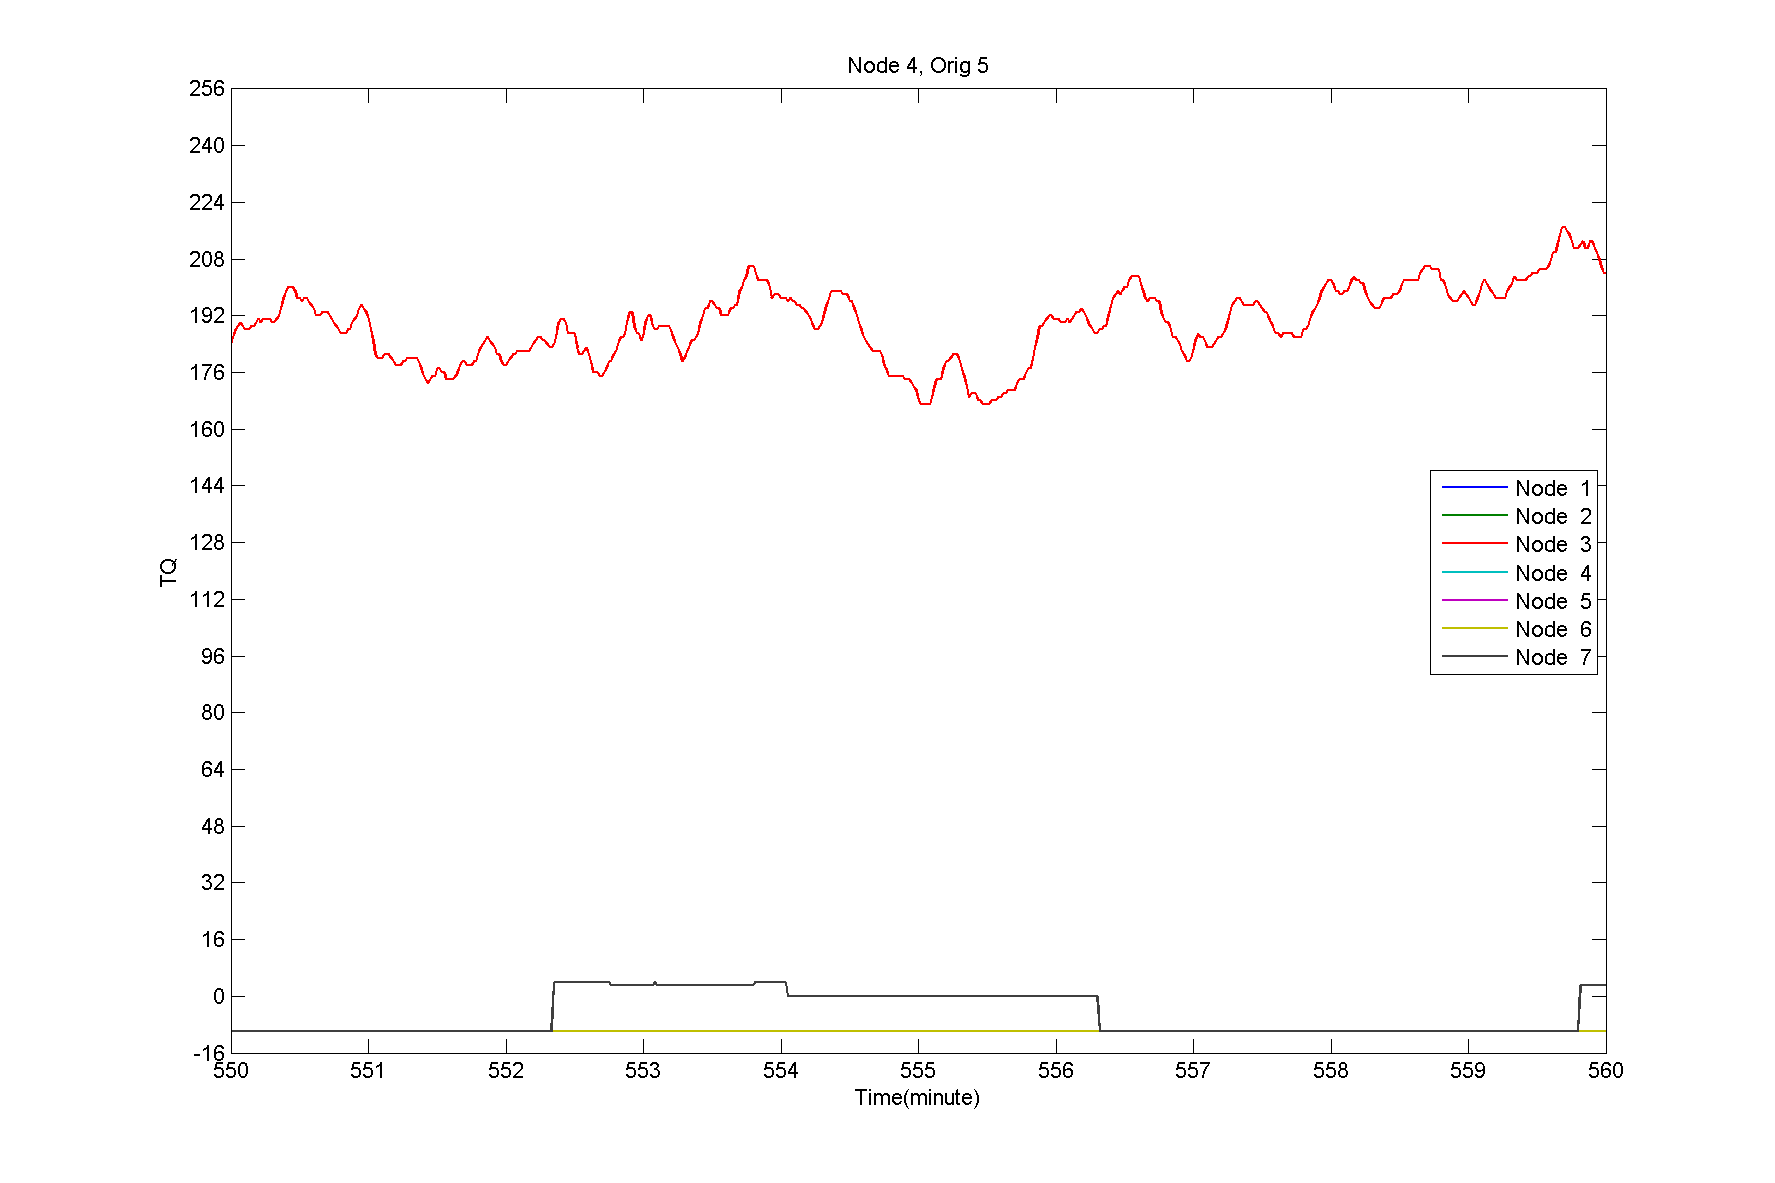 Node 4, Orig 5
256
240
224
208
192
176
160
144
128
112
96
80
64
48
32
16
0
-16
TQ
Node 1
Node 2
Node 3
Node 4
Node 5
Node 6
Node 7
550 551 552 553 554 555 556 557 558 559 560
Time(minute)